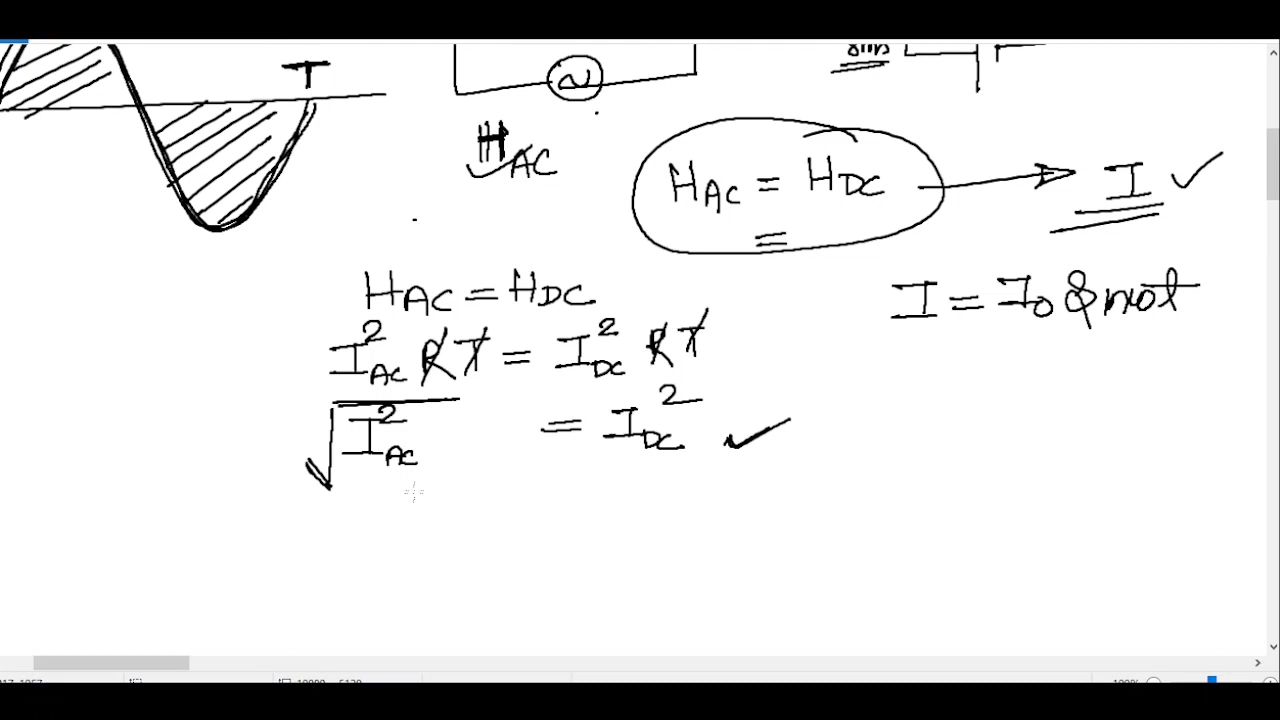 T
H_AC
H_AC = H_DC → I ✓
H_AC = H_DC
I = I₀ sinωt
I²_AC R T = I²_DC R T
√I²_AC = I²_DC ✓